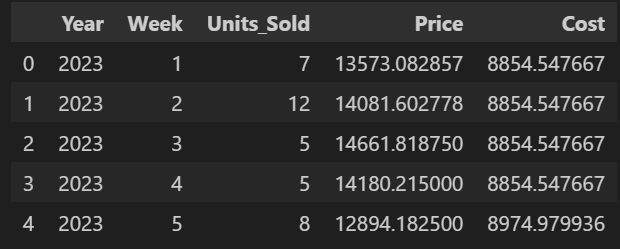 Year Week Units_Sold Price Cost
0 2023 1 7 13573.082857 8854.547667
1 2023 2 12 14081.602778 8854.547667
2 2023 3 5 14661.818750 8854.547667
3 2023 4 5 14180.215000 8854.547667
4 2023 5 8 12894.182500 8974.979936